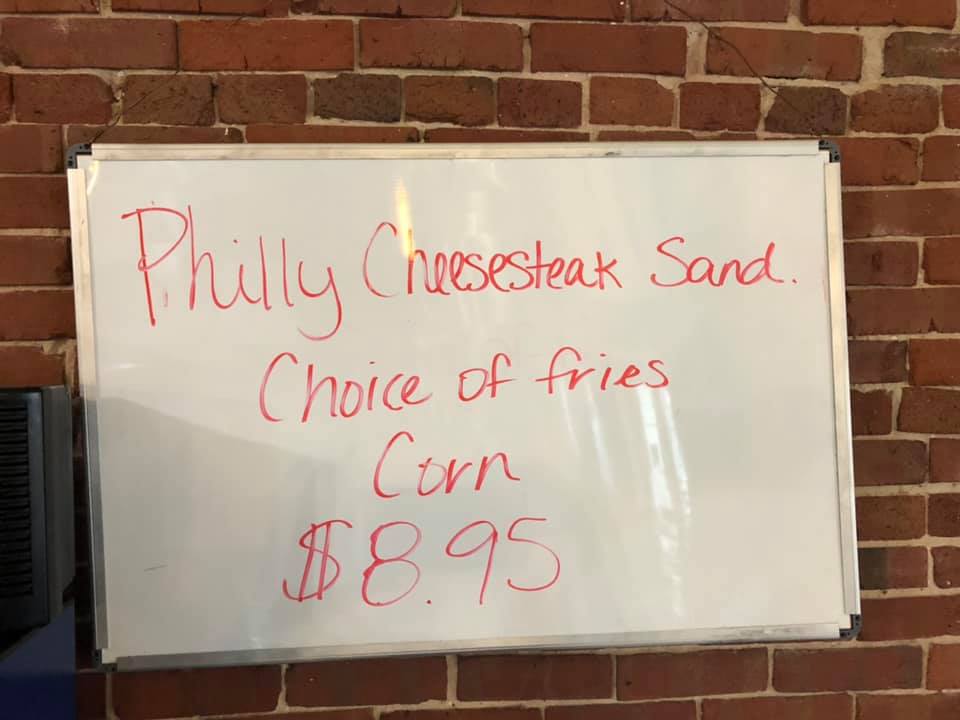 Philly Cheesesteak Sand.
Choice of fries
Corn
$8.95